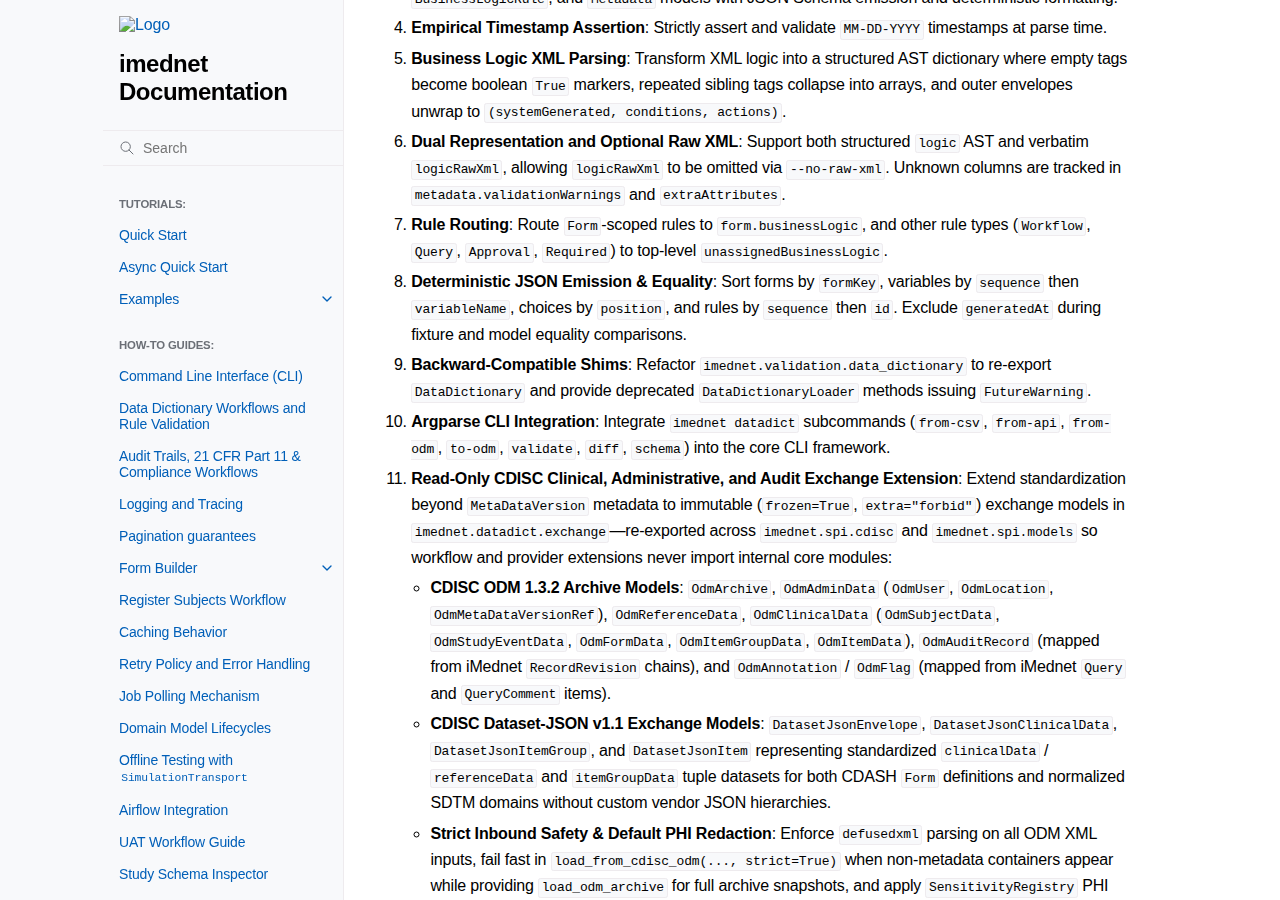 Logo
imednet
Documentation
Search
TUTORIALS:
Quick Start
Async Quick Start
Examples
HOW-TO GUIDES:
Command Line Interface (CLI)
Data Dictionary Workflows and
Rule Validation
Audit Trails, 21 CFR Part 11 &
Compliance Workflows
Logging and Tracing
Pagination guarantees
Form Builder
Register Subjects Workflow
Caching Behavior
Retry Policy and Error Handling
Job Polling Mechanism
Domain Model Lifecycles
Offline Testing with
SimulationTransport
Airflow Integration
UAT Workflow Guide
Study Schema Inspector
BusinessLogicRule, and Metadata models with JSON Schema emission and deterministic formatting.
4. Empirical Timestamp Assertion: Strictly assert and validate MM-DD-YYYY timestamps at parse time.
5. Business Logic XML Parsing: Transform XML logic into a structured AST dictionary where empty tags
become boolean True markers, repeated sibling tags collapse into arrays, and outer envelopes
unwrap to (systemGenerated, conditions, actions).
6. Dual Representation and Optional Raw XML: Support both structured logic AST and verbatim
logicRawXml, allowing logicRawXml to be omitted via --no-raw-xml. Unknown columns are tracked in
metadata.validationWarnings and extraAttributes.
7. Rule Routing: Route Form-scoped rules to form.businessLogic, and other rule types (Workflow,
Query, Approval, Required) to top-level unassignedBusinessLogic.
8. Deterministic JSON Emission & Equality: Sort forms by formKey, variables by sequence then
variableName, choices by position, and rules by sequence then id. Exclude generatedAt during
fixture and model equality comparisons.
9. Backward-Compatible Shims: Refactor imednet.validation.data_dictionary to re-export
DataDictionary and provide deprecated DataDictionaryLoader methods issuing FutureWarning.
10. Argparse CLI Integration: Integrate imednet datadict subcommands (from-csv, from-api, from-
odm, to-odm, validate, diff, schema) into the core CLI framework.
11. Read-Only CDISC Clinical, Administrative, and Audit Exchange Extension: Extend standardization
beyond MetaDataVersion metadata to immutable (frozen=True, extra="forbid") exchange models in
imednet.datadict.exchange—re-exported across imednet.spi.cdisc and imednet.spi.models so
workflow and provider extensions never import internal core modules:
CDISC ODM 1.3.2 Archive Models: OdmArchive, OdmAdminData (OdmUser, OdmLocation,
OdmMetaDataVersionRef), OdmReferenceData, OdmClinicalData (OdmSubjectData,
OdmStudyEventData, OdmFormData, OdmItemGroupData, OdmItemData), OdmAuditRecord (mapped
from iMednet RecordRevision chains), and OdmAnnotation / OdmFlag (mapped from iMednet Query
and QueryComment items).
CDISC Dataset-JSON v1.1 Exchange Models: DatasetJsonEnvelope, DatasetJsonClinicalData,
DatasetJsonItemGroup, and DatasetJsonItem representing standardized clinicalData /
referenceData and itemGroupData tuple datasets for both CDASH Form definitions and normalized
SDTM domains without custom vendor JSON hierarchies.
Strict Inbound Safety & Default PHI Redaction: Enforce defusedxml parsing on all ODM XML
inputs, fail fast in load_from_cdisc_odm(..., strict=True) when non-metadata containers appear
while providing load_odm_archive for full archive snapshots, and apply SensitivityRegistry PHI